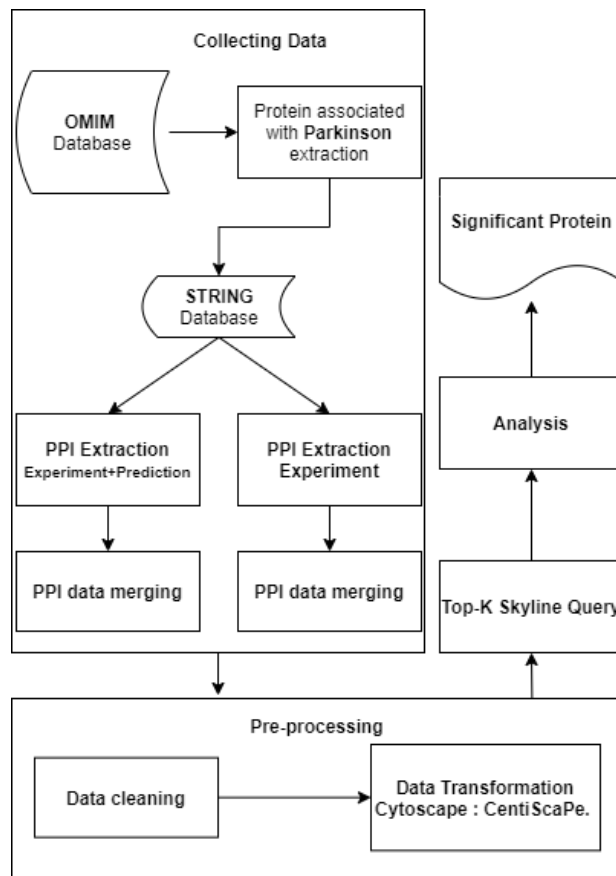 Collecting Data
OMIM
Database
Protein associated
with Parkinson
extraction
STRING
Database
PPI Extraction
Experiment+Prediction
PPI Extraction
Experiment
PPI data merging
PPI data merging
Pre-processing
Data cleaning
Data Transformation
Cytoscape : CentiScaPe.
Top-K Skyline Query
Analysis
Significant Protein